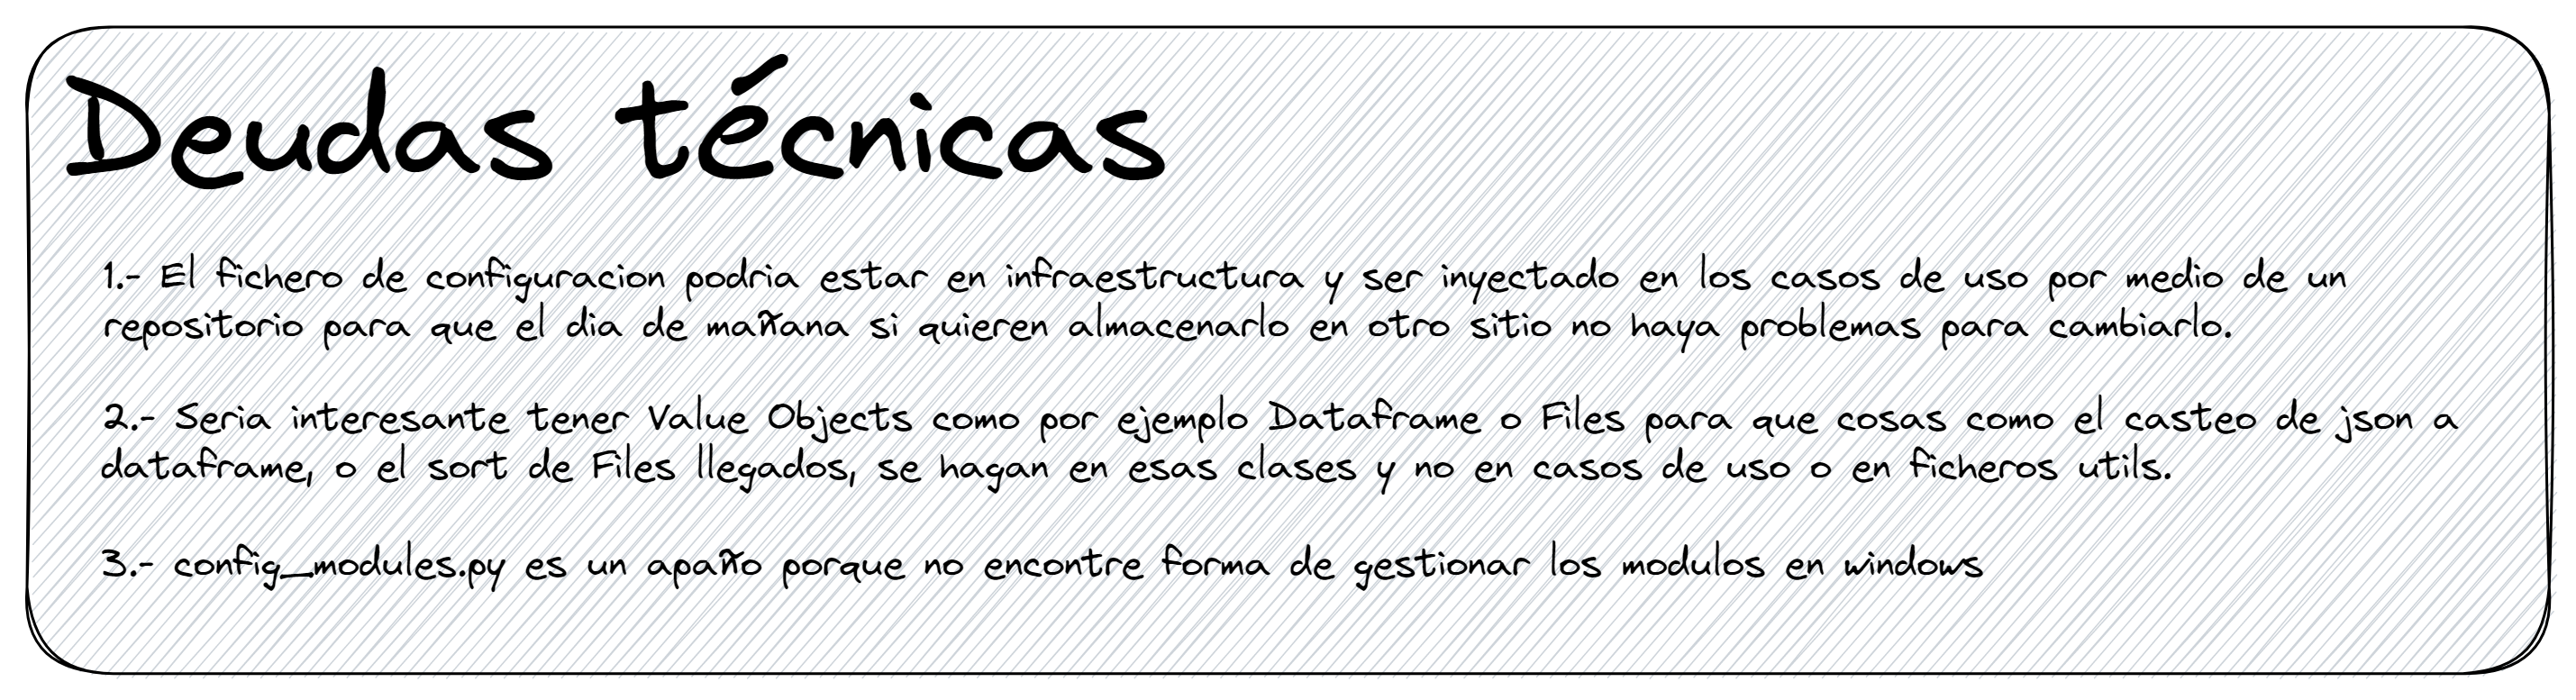 Deudas técnicas
1.- El fichero de configuracion podria estar en infraestructura y ser inyectado en los casos de uso por medio de un
repositorio para que el dia de mañana si quieren almacenarlo en otro sitio no haya problemas para cambiarlo.
2.- Seria interesante tener Value Objects como por ejemplo Dataframe o Files para que cosas como el casteo de json a
dataframe, o el sort de Files llegados, se hagan en esas clases y no en casos de uso o en ficheros utils.
3.- config_modules.py es un apaño porque no encontre forma de gestionar los modulos en windows